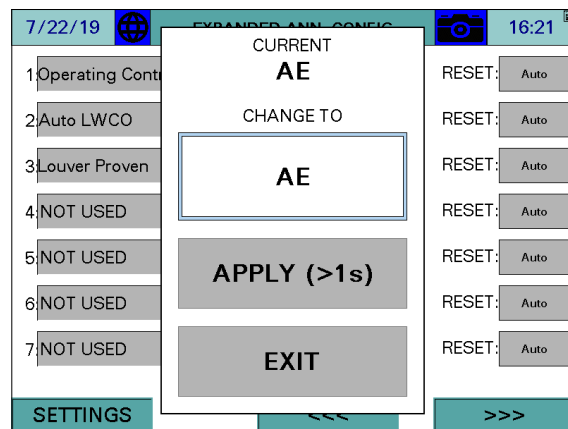 7/22/19
16:21
CURRENT
AE
CHANGE TO
AE
APPLY (>1s)
EXIT
1:Operating Cont
RESET: Auto
2:Auto LWCO
RESET: Auto
3:Louver Proven
RESET: Auto
4:NOT USED
RESET: Auto
5:NOT USED
RESET: Auto
6:NOT USED
RESET: Auto
7:NOT USED
RESET: Auto
SETTINGS
<<<
>>>